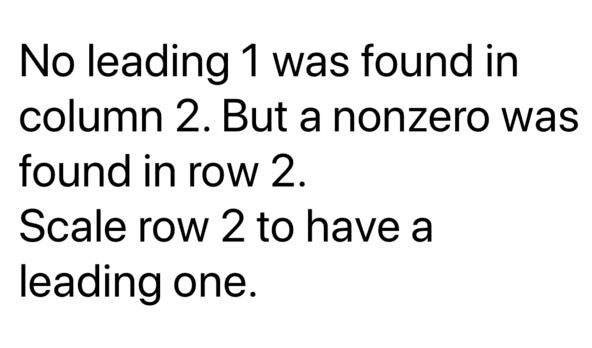 No leading 1 was found in
column 2. But a nonzero was
found in row 2.
Scale row 2 to have a
leading one.